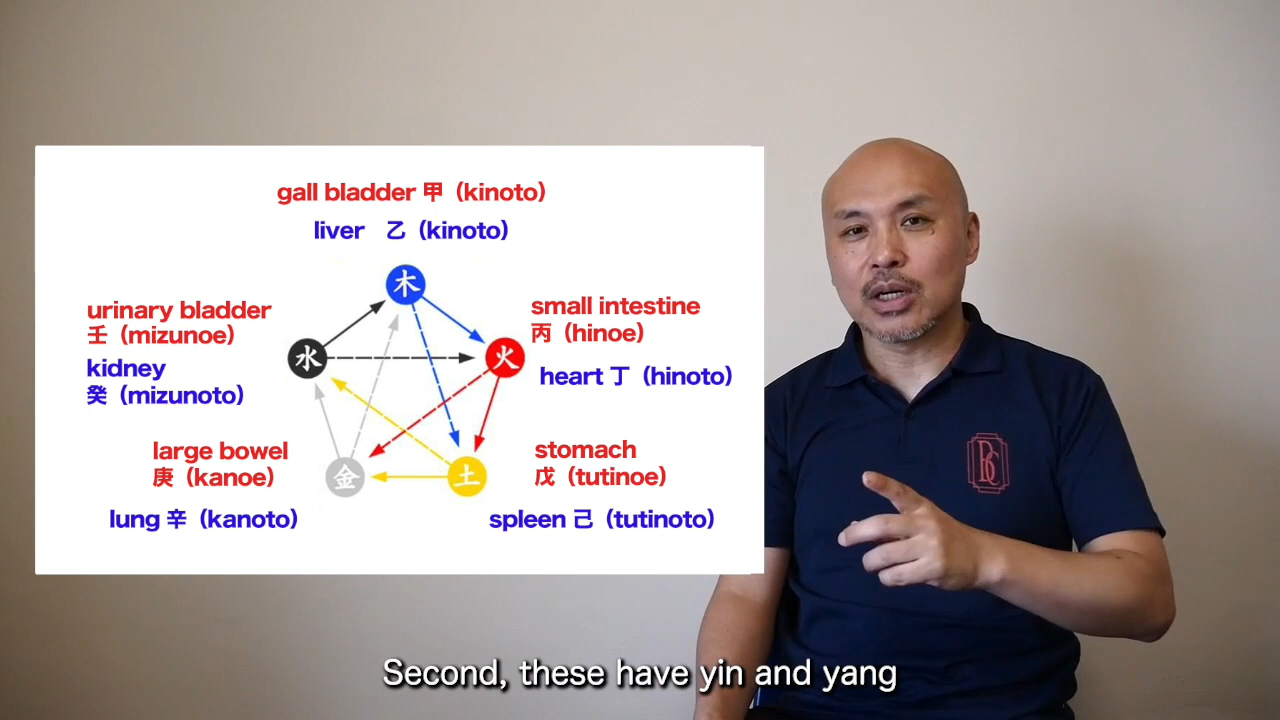 gall bladder 甲（kinoto）
liver 乙（kinoto）
木
urinary bladder
壬（mizunoe）
small intestine
丙（hinoe）
水
火
kidney
癸（mizunoto）
heart 丁（hinoto）
large bowel
庚（kanoe）
stomach
戊（tutinoe）
金
土
lung 辛（kanoto）
spleen 己（tutinoto）
BC
Second, these have yin and yang